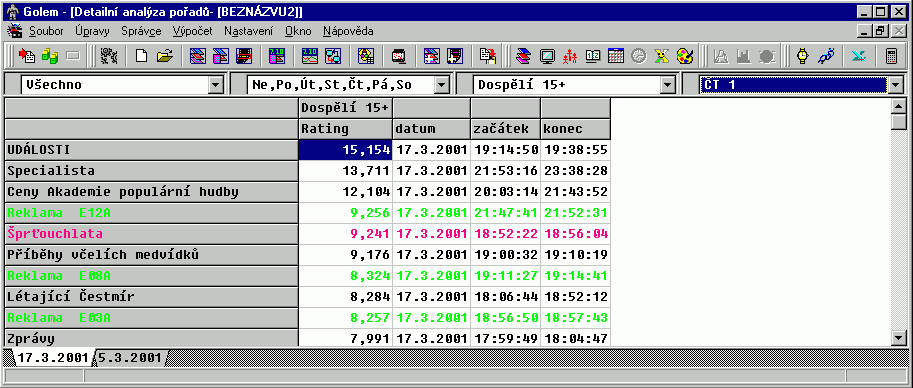 Golem - [Detailní analýza pořadů- [BEZNÁZVU2]]
Soubor Úpravy Správce Výpočet Nastavení Okno Nápověda
Všechno Ne,Po,Út,St,Čt,Pá,So Dospělí 15+ ČT 1
Dospělí 15+
Rating datum začátek konec
UDÁLOSTI 15,154 17.3.2001 19:14:50 19:38:55
Specialista 13,711 17.3.2001 21:53:16 23:38:28
Ceny Akademie populární hudby 12,104 17.3.2001 20:03:14 21:43:52
Reklama E12A 9,256 17.3.2001 21:47:41 21:52:31
Šprťouchlata 9,241 17.3.2001 18:52:22 18:56:04
Příběhy včelích medvídků 9,176 17.3.2001 19:00:32 19:10:19
Reklama E08A 8,324 17.3.2001 19:11:27 19:14:41
Létající Čestmír 8,284 17.3.2001 18:06:44 18:52:12
Reklama E03A 8,257 17.3.2001 18:56:50 18:57:43
Zprávy 7,991 17.3.2001 17:59:49 18:04:47
17.3.2001 5.3.2001